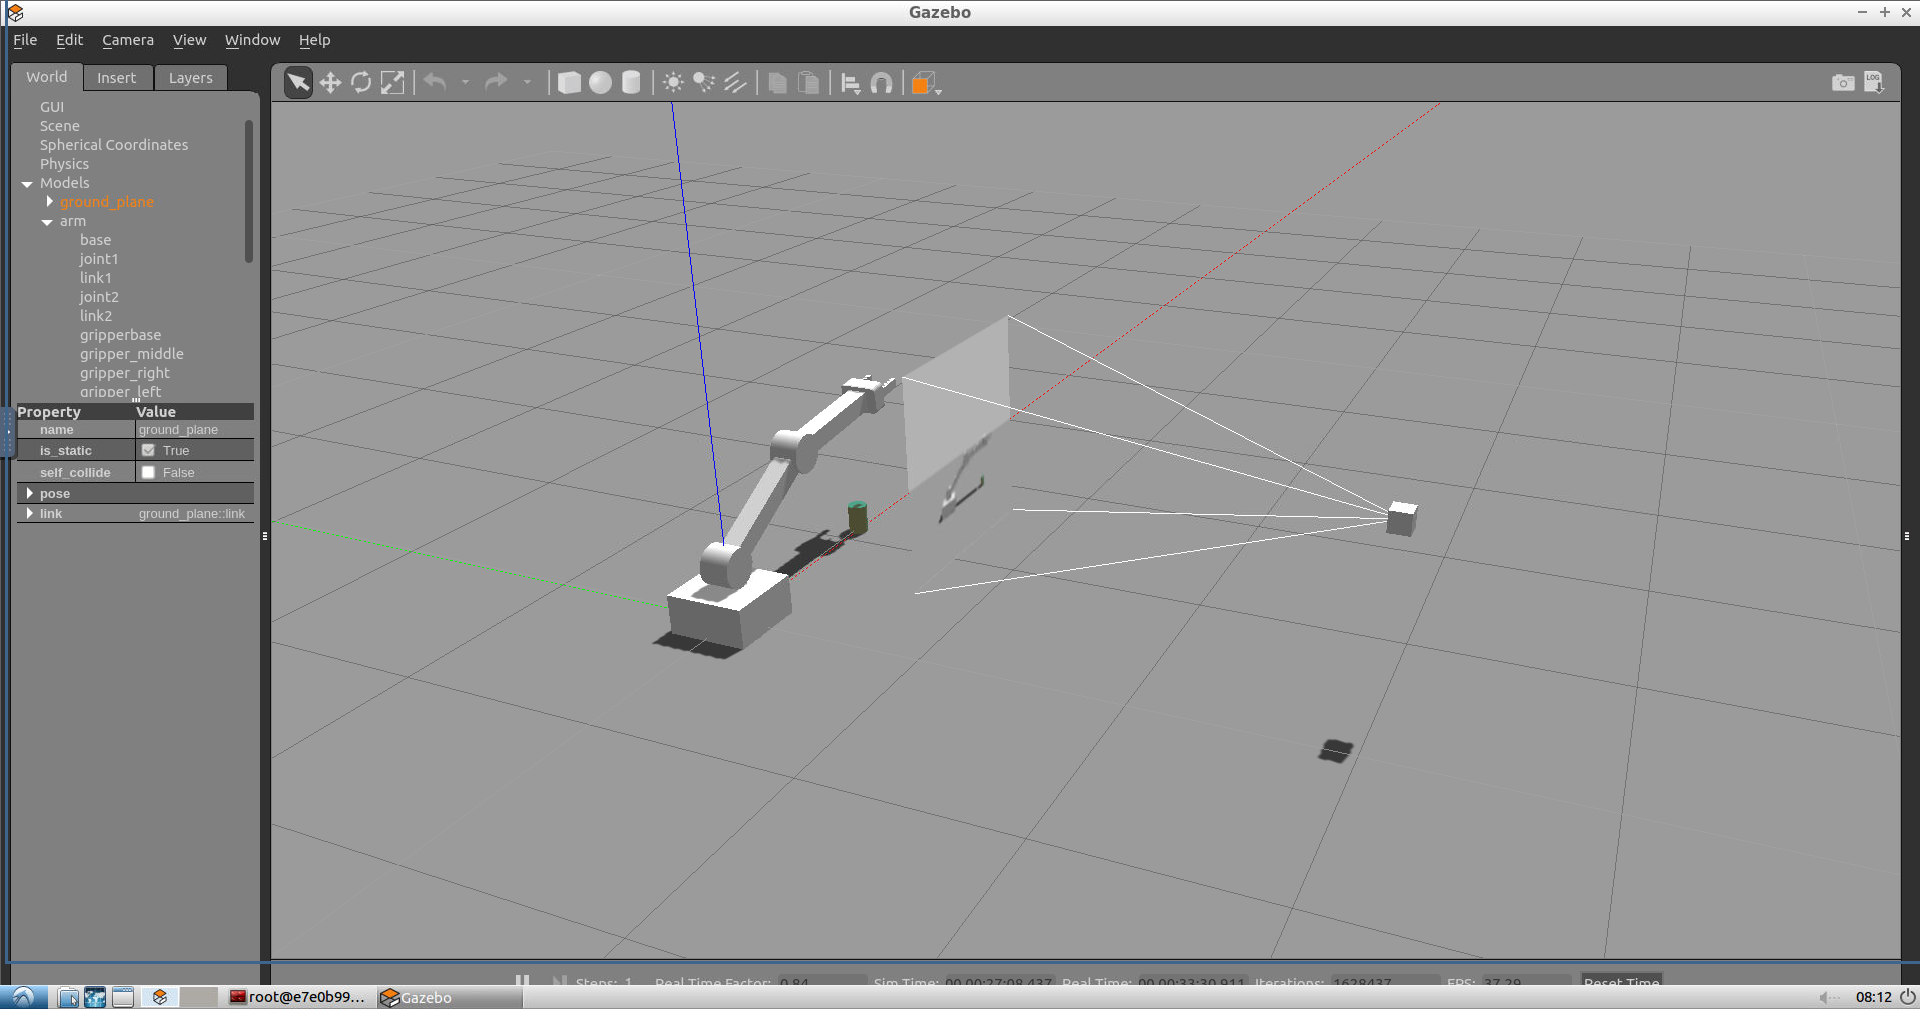 Gazebo
File Edit Camera View Window Help
World Insert Layers
LOG
GUI
Scene
Spherical Coordinates
Physics
Models
ground_plane
arm
base
joint1
link1
joint2
link2
gripperbase
gripper_middle
gripper_right
gripper_left
Property Value
name ground_plane
is_static True
self_collide False
pose
link ground_plane::link
Steps: 1 Real Time Factor: 0.84 Sim Time: 00 00:27:08.437 Real Time: 00 00:33:30.911 Iterations: 1628437 FPS: 37.29 Reset Time
root@e7e0b99... Gazebo 08:12